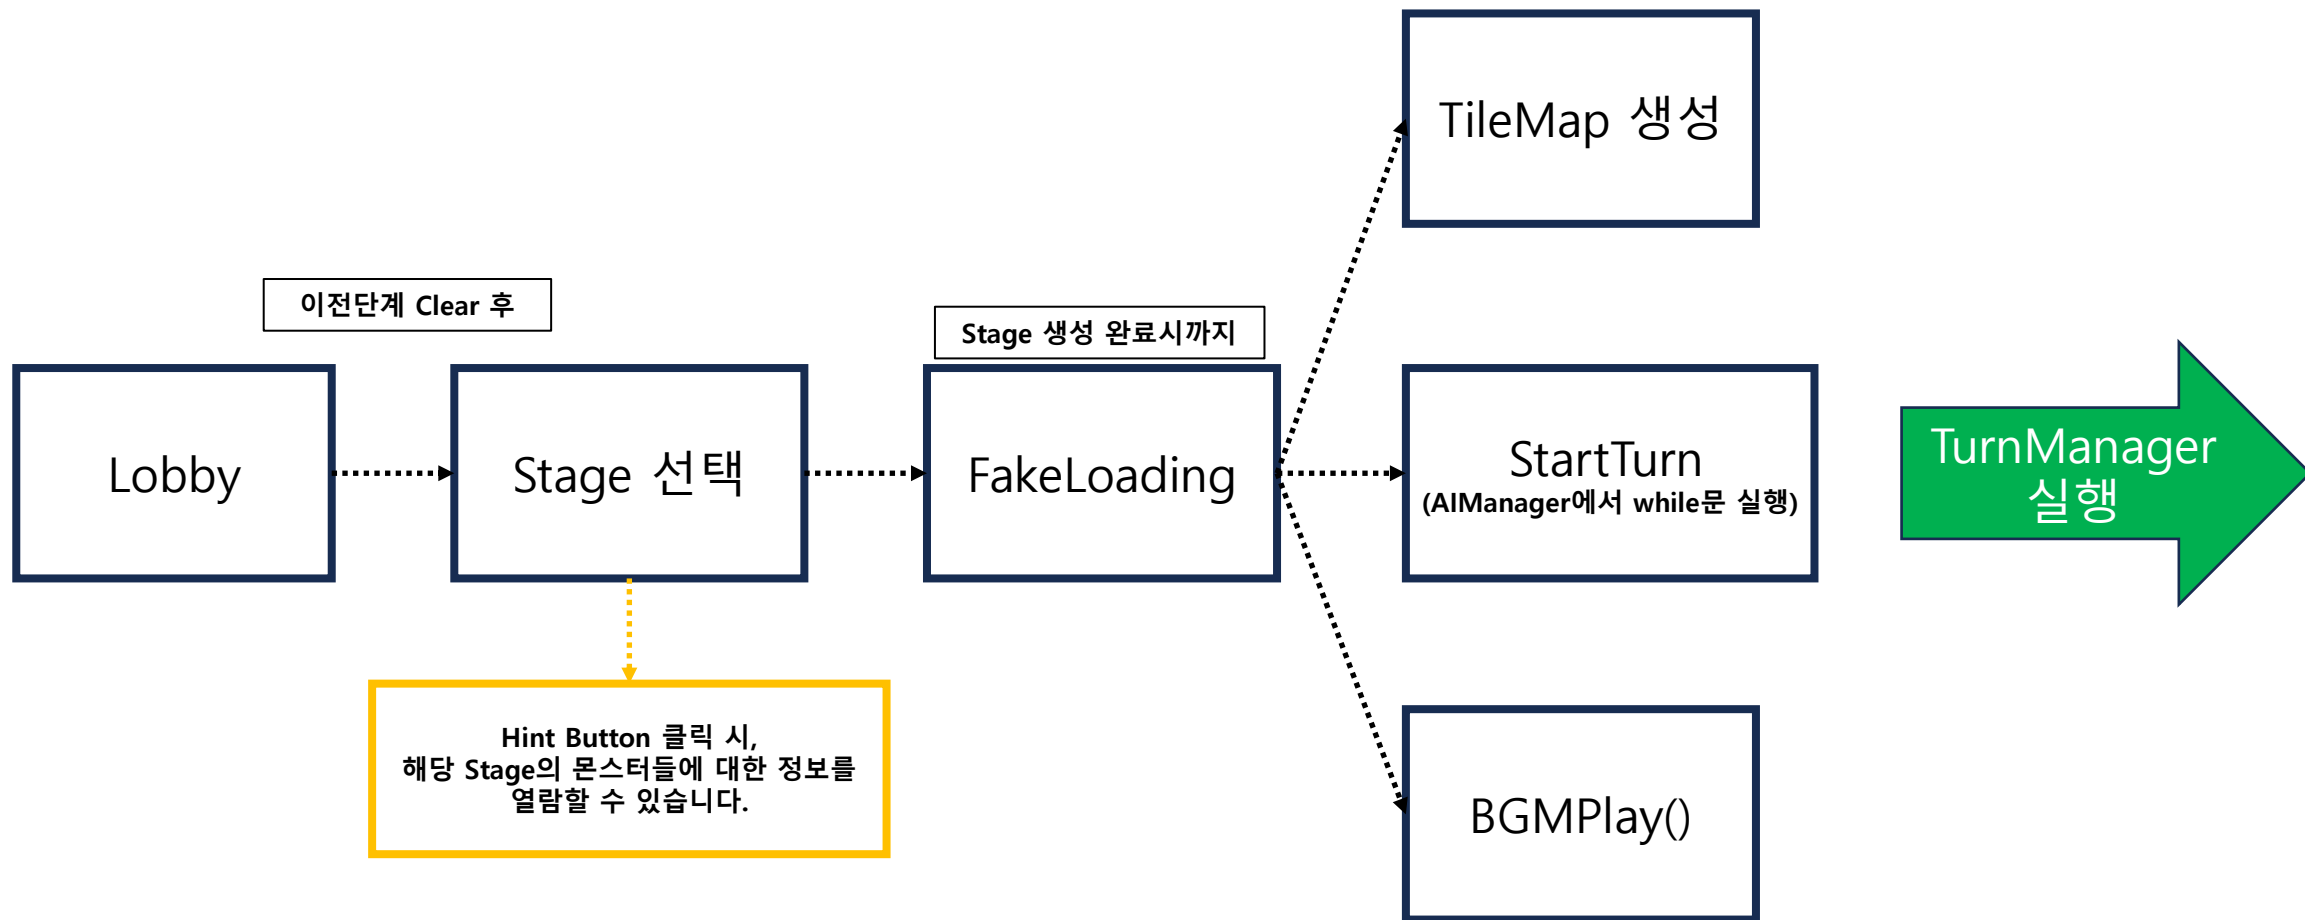 TileMap 생성
이전단계 Clear 후
Stage 생성 완료시까지
Lobby
Stage 선택
FakeLoading
StartTurn
(AIManager에서 while문 실행)
TurnManager
실행
Hint Button 클릭 시,
해당 Stage의 몬스터들에 대한 정보를
열람할 수 있습니다.
BGMPlay()